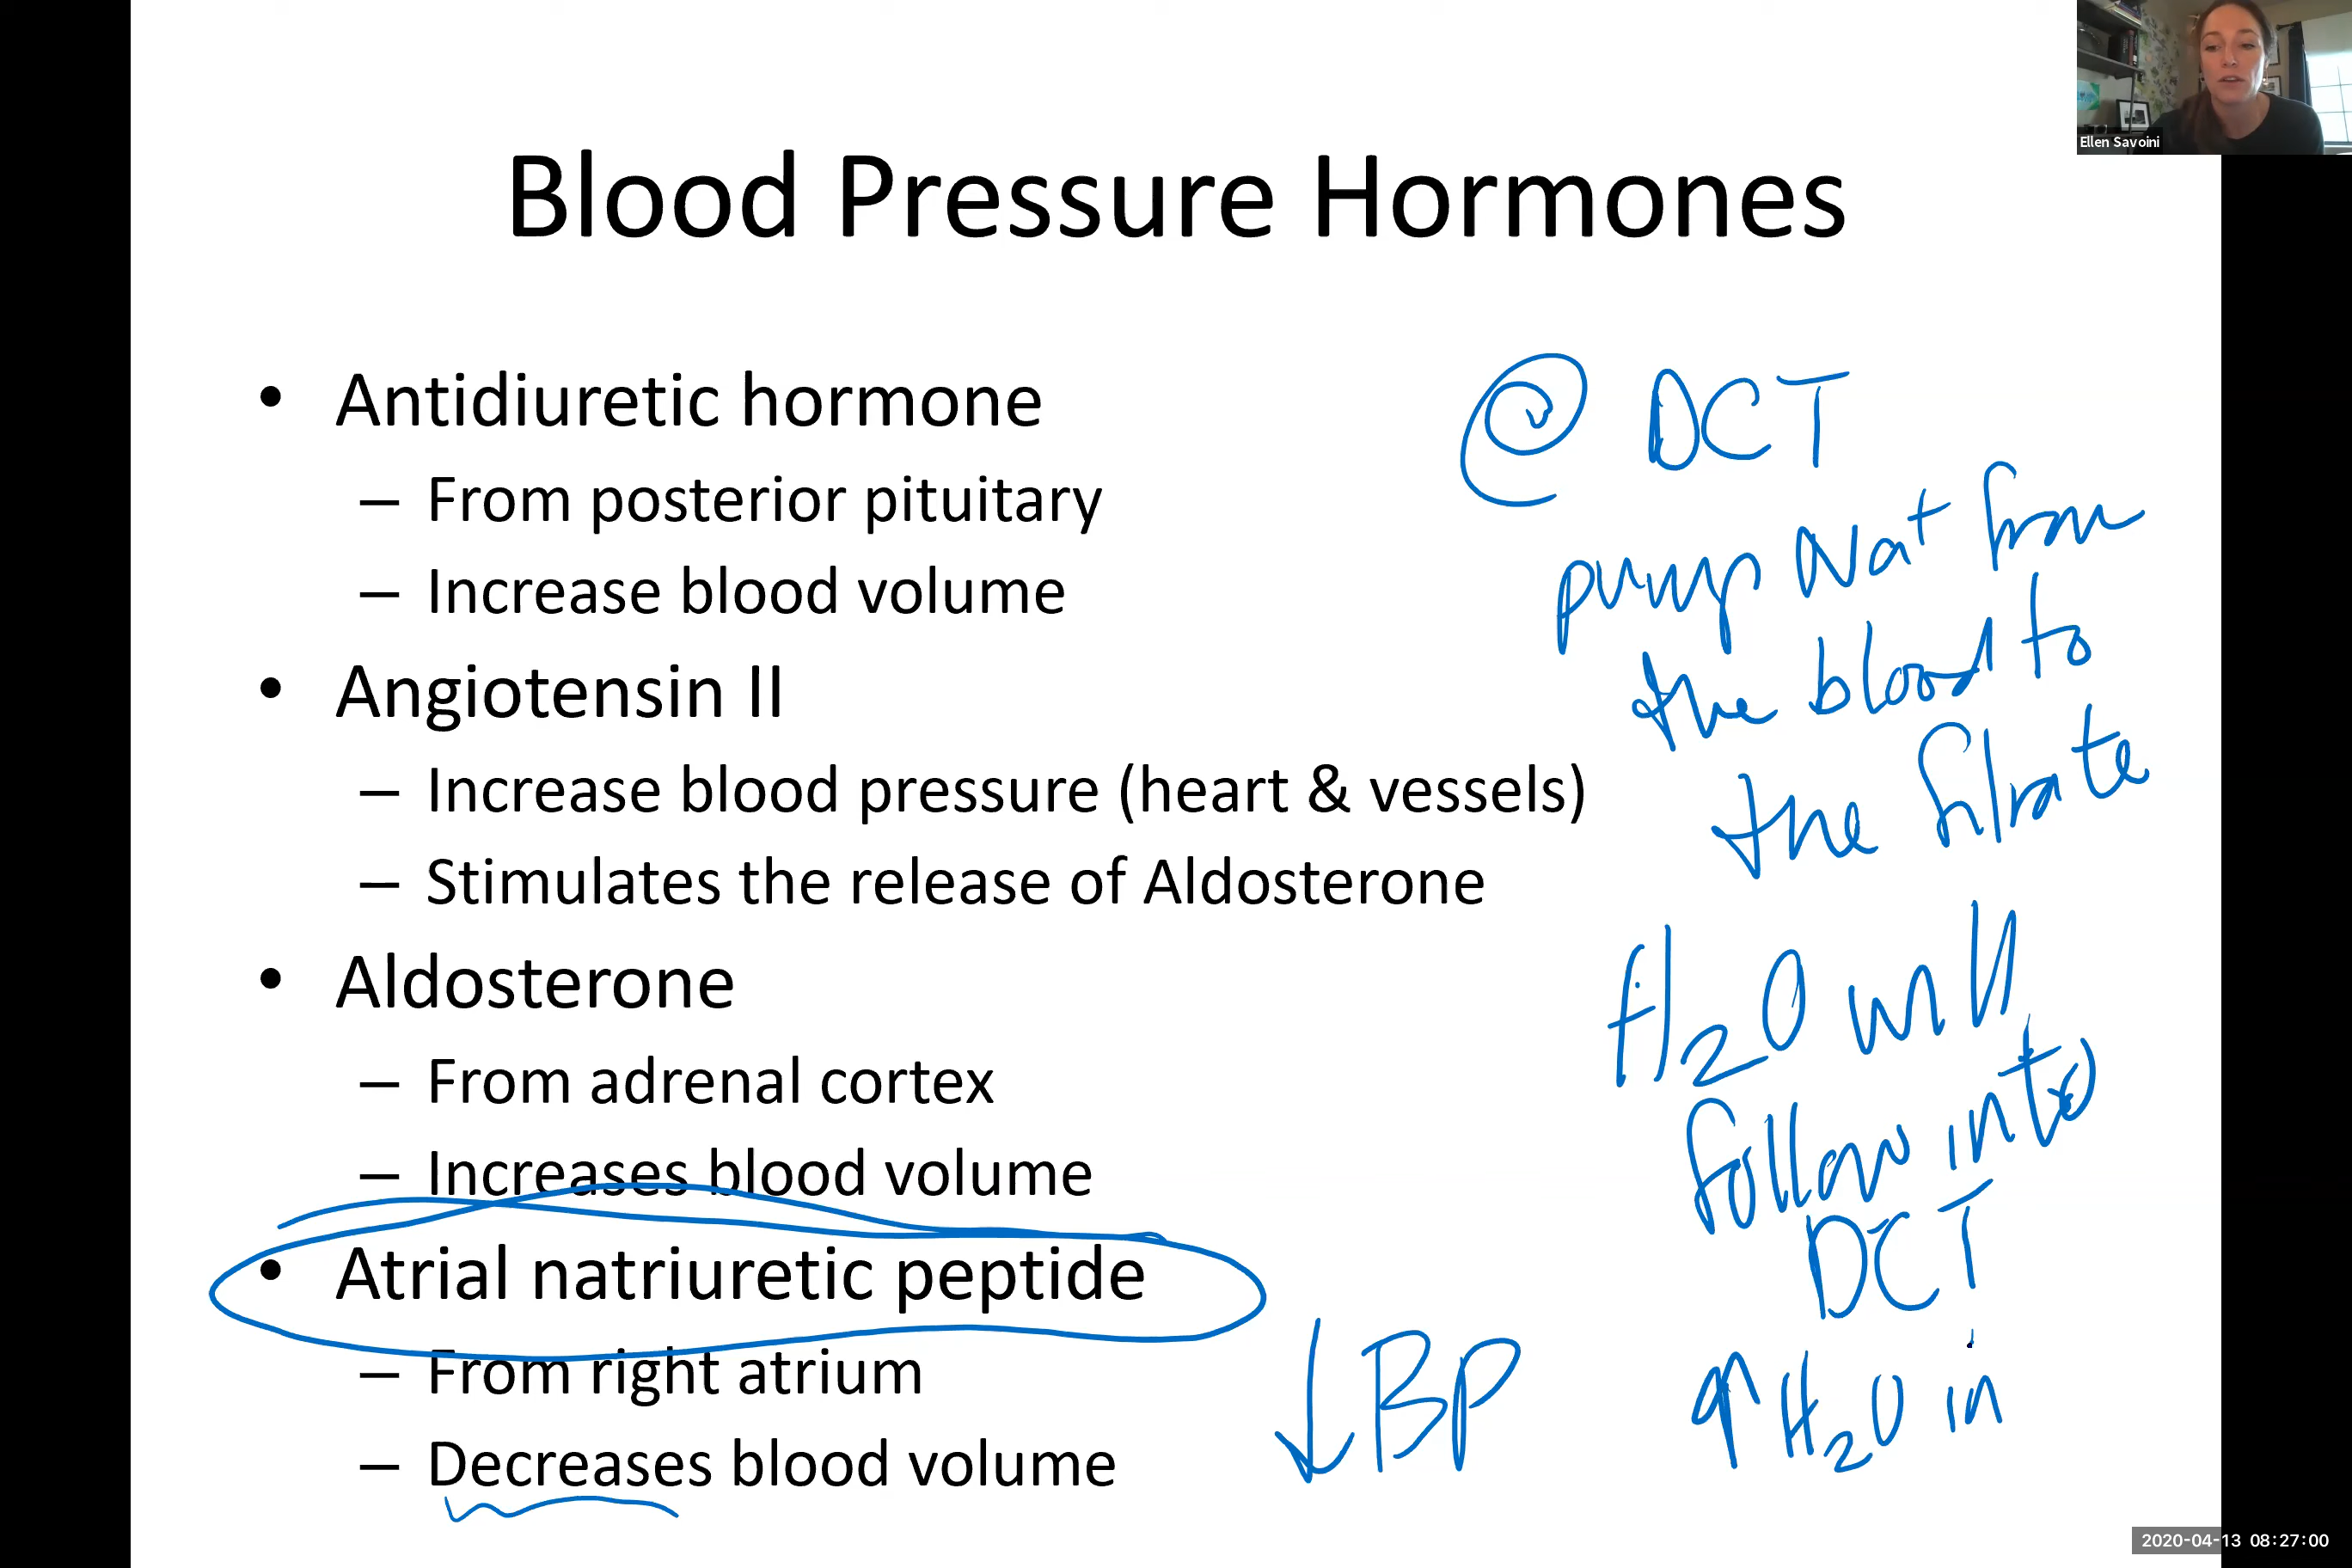 Ellen Savoini
Blood Pressure Hormones
• Antidiuretic hormone
– From posterior pituitary
– Increase blood volume
• Angiotensin II
– Increase blood pressure (heart & vessels)
– Stimulates the release of Aldosterone
• Aldosterone
– From adrenal cortex
– Increases blood volume
• Atrial natriuretic peptide
– From right atrium
– Decreases blood volume
↓BP
@ DCT
pump Na+ from
the blood to
the filrate
H2O will
follow into
DCT
↑ H2O in
2020-04-13 08:27:00